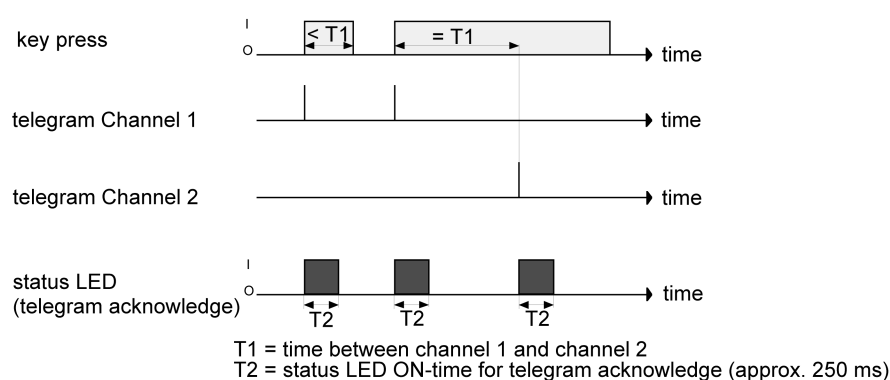 I
key press
< T1
= T1
O
time
telegram Channel 1
time
telegram Channel 2
time
I
status LED
O
time
(telegram acknowledge)
T2
T2
T2
T1 = time between channel 1 and channel 2
T2 = status LED ON-time for telegram acknowledge (approx. 250 ms)